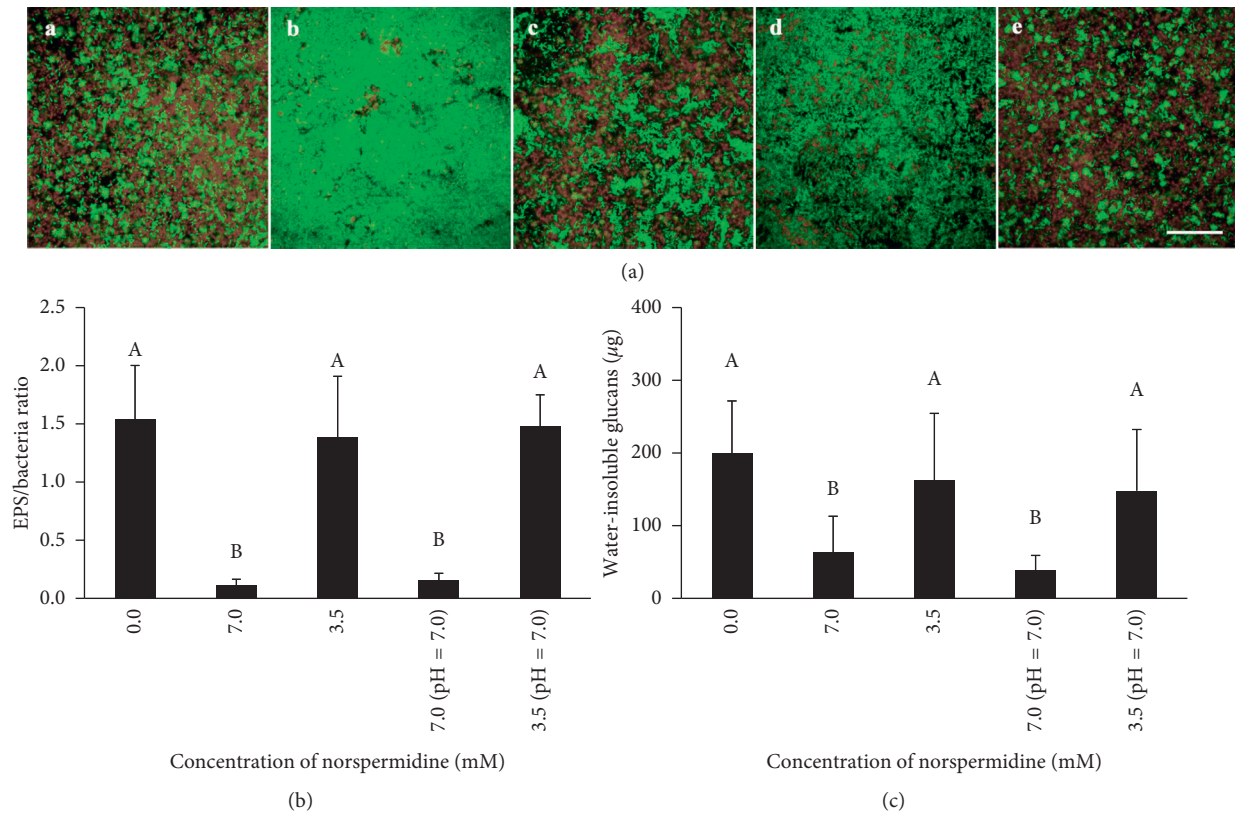 a b c d e
(a)
2.5
2.0
1.5
1.0
0.5
0.0
EPS/bacteria ratio
A
B
A
B
A
0.0
7.0
3.5
7.0 (pH = 7.0)
3.5 (pH = 7.0)
Concentration of norspermidine (mM)
(b)
400
300
200
100
0
Water-insoluble glucans (µg)
A
B
A
B
A
0.0
7.0
3.5
7.0 (pH = 7.0)
3.5 (pH = 7.0)
Concentration of norspermidine (mM)
(c)